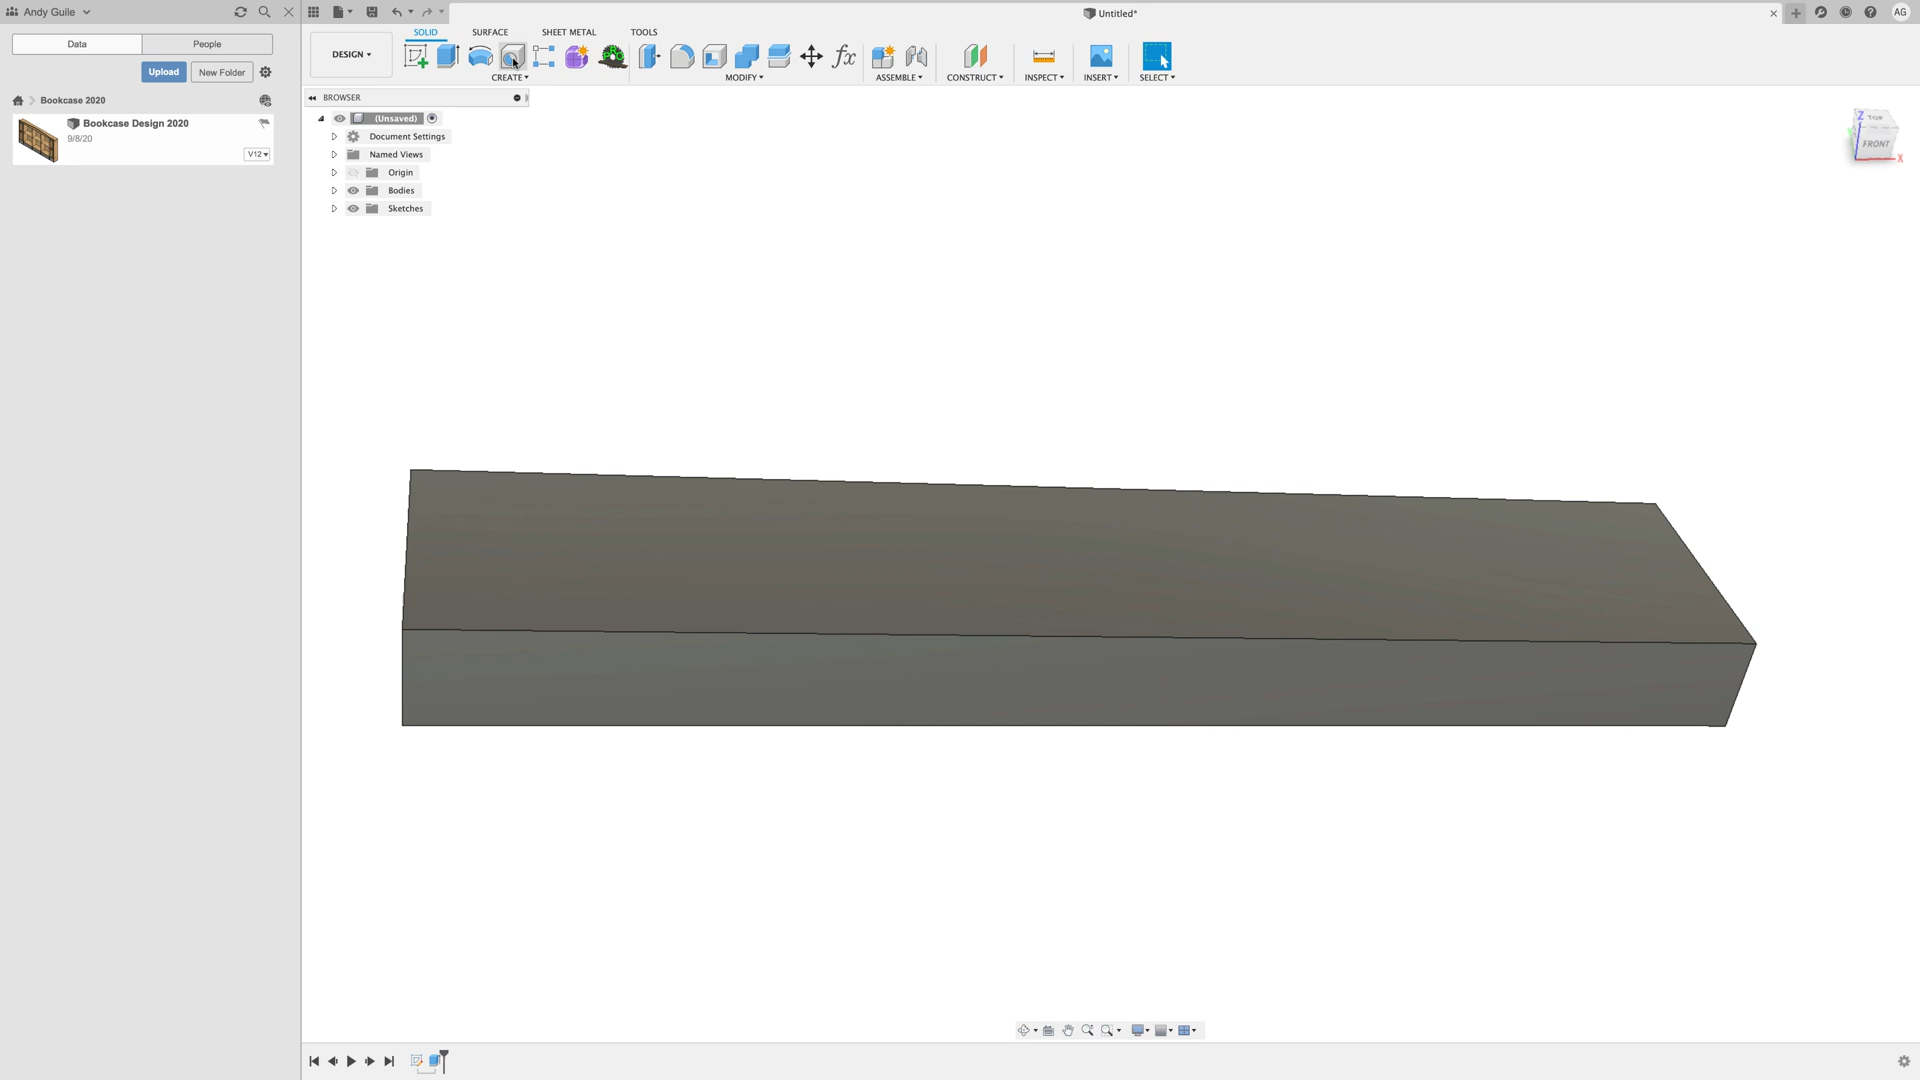 Andy Guile
Untitled*
AG
Data
People
Upload
New Folder
Bookcase 2020
Bookcase Design 2020
9/8/20
V12
DESIGN
SOLID
SURFACE
SHEET METAL
TOOLS
CREATE
MODIFY
ASSEMBLE
CONSTRUCT
INSPECT
INSERT
SELECT
fx
BROWSER
(Unsaved)
Document Settings
Named Views
Origin
Bodies
Sketches
Z
TOP
FRONT
X